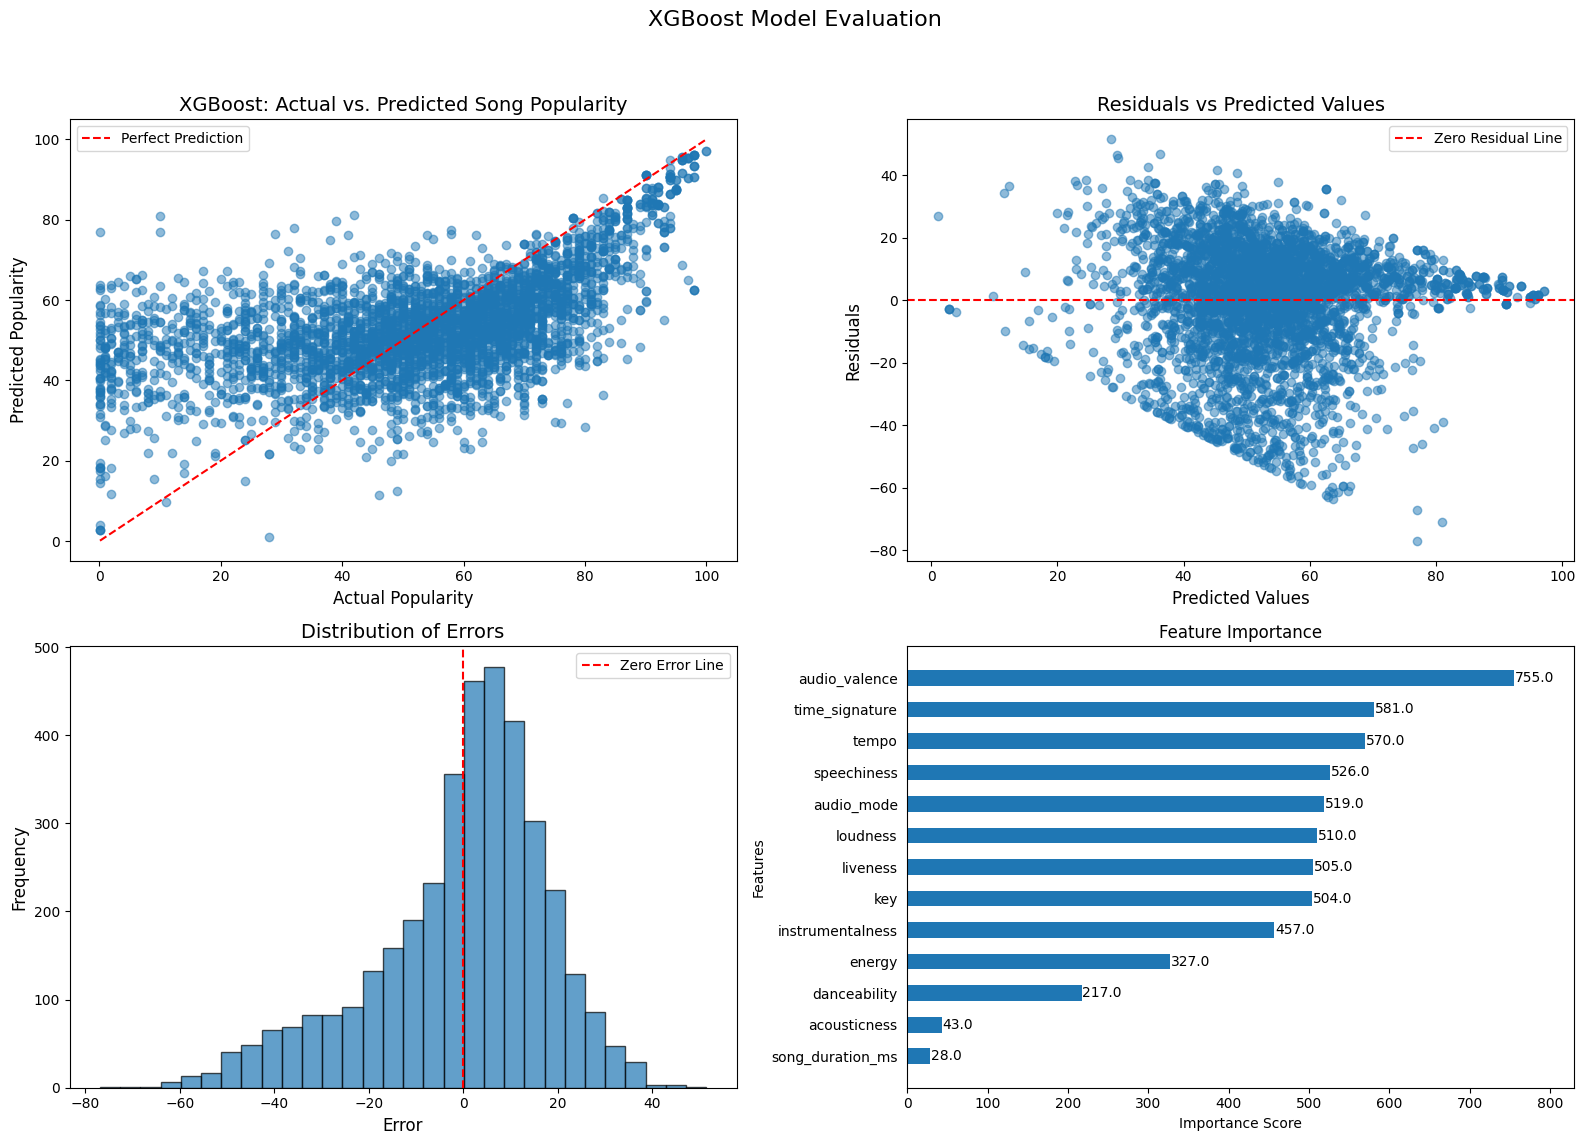 XGBoost Model Evaluation
XGBoost: Actual vs. Predicted Song Popularity
Perfect Prediction
100
80
60
40
20
0
Predicted Popularity
0 20 40 60 80 100
Actual Popularity
Residuals vs Predicted Values
Zero Residual Line
40
20
0
−20
−40
−60
−80
Residuals
0 20 40 60 80 100
Predicted Values
Distribution of Errors
Zero Error Line
500
400
300
200
100
0
Frequency
−80 −60 −40 −20 0 20 40
Error
Feature Importance
Features
audio_valence 755.0
time_signature 581.0
tempo 570.0
speechiness 526.0
audio_mode 519.0
loudness 510.0
liveness 505.0
key 504.0
instrumentalness 457.0
energy 327.0
danceability 217.0
acousticness 43.0
song_duration_ms 28.0
0 100 200 300 400 500 600 700 800
Importance Score